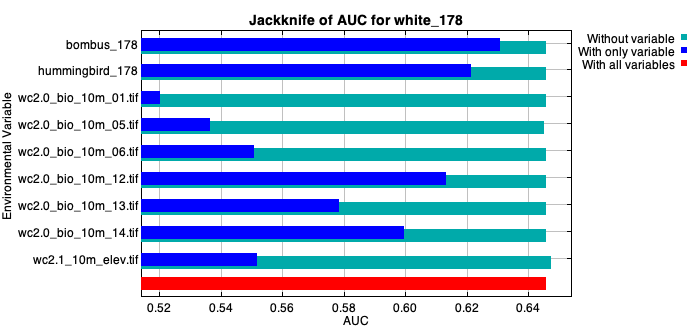 Jackknife of AUC for white_178
Without variable
With only variable
With all variables
Environmental Variable
bombus_178
hummingbird_178
wc2.0_bio_10m_01.tif
wc2.0_bio_10m_05.tif
wc2.0_bio_10m_06.tif
wc2.0_bio_10m_12.tif
wc2.0_bio_10m_13.tif
wc2.0_bio_10m_14.tif
wc2.1_10m_elev.tif
0.52 0.54 0.56 0.58 0.60 0.62 0.64
AUC